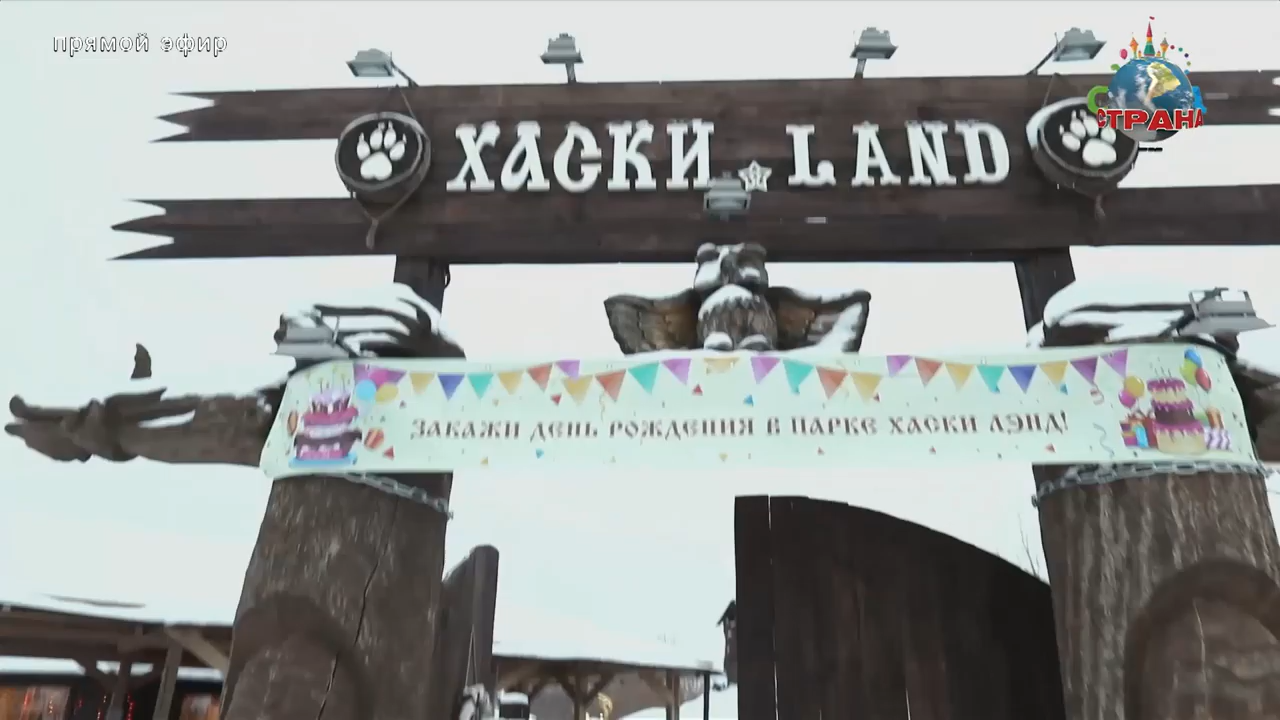 прямой эфир
СТРАНА
ХАСКИ LAND
ЗАКАЖИ ДЕНЬ РОЖДЕНИЯ В ПАРКЕ ХАСКИ ЛЭНД!